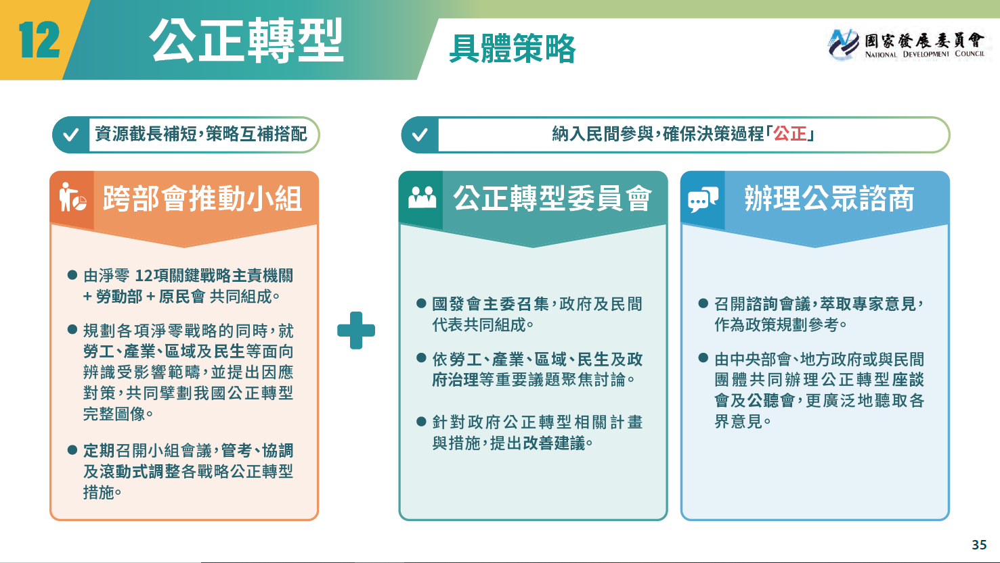 12
公正轉型
具體策略
國家發展委員會
NATIONAL DEVELOPMENT COUNCIL
資源截長補短，策略互補搭配
跨部會推動小組
● 由淨零 12項關鍵戰略主責機關
+ 勞動部 + 原民會 共同組成。
● 規劃各項淨零戰略的同時，就
勞工、產業、區域及民生等面向
辨識受影響範疇，並提出因應
對策，共同擘劃我國公正轉型
完整圖像。
● 定期召開小組會議，管考、協調
及滾動式調整各戰略公正轉型
措施。
納入民間參與，確保決策過程「公正」
公正轉型委員會
● 國發會主委召集，政府及民間
代表共同組成。
● 依勞工、產業、區域、民生及政
府治理等重要議題聚焦討論。
● 針對政府公正轉型相關計畫
與措施，提出改善建議。
辦理公眾諮商
● 召開諮詢會議，萃取專家意見，
作為政策規劃參考。
● 由中央部會、地方政府或與民間
團體共同辦理公正轉型座談
會及公聽會，更廣泛地聽取各
界意見。
35